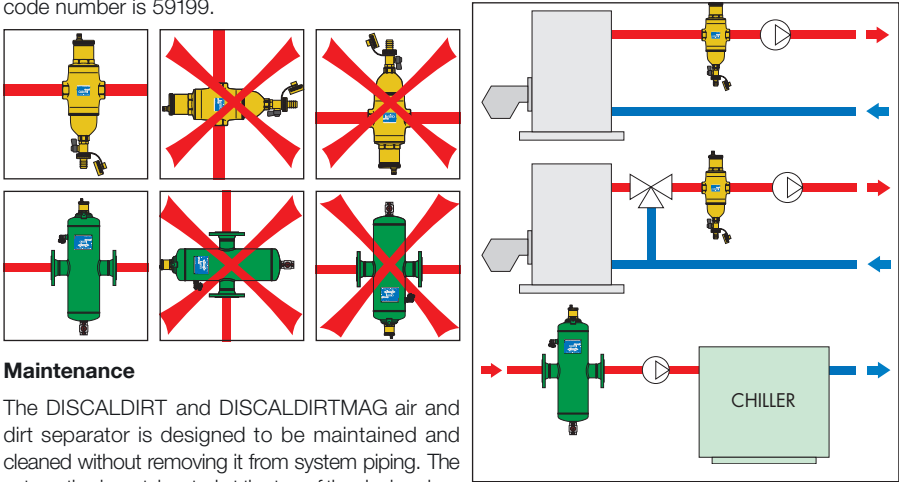 code number is 59199.
Maintenance
The DISCALDIRT and DISCALDIRTMAG air and
dirt separator is designed to be maintained and
cleaned without removing it from system piping. The
CHILLER